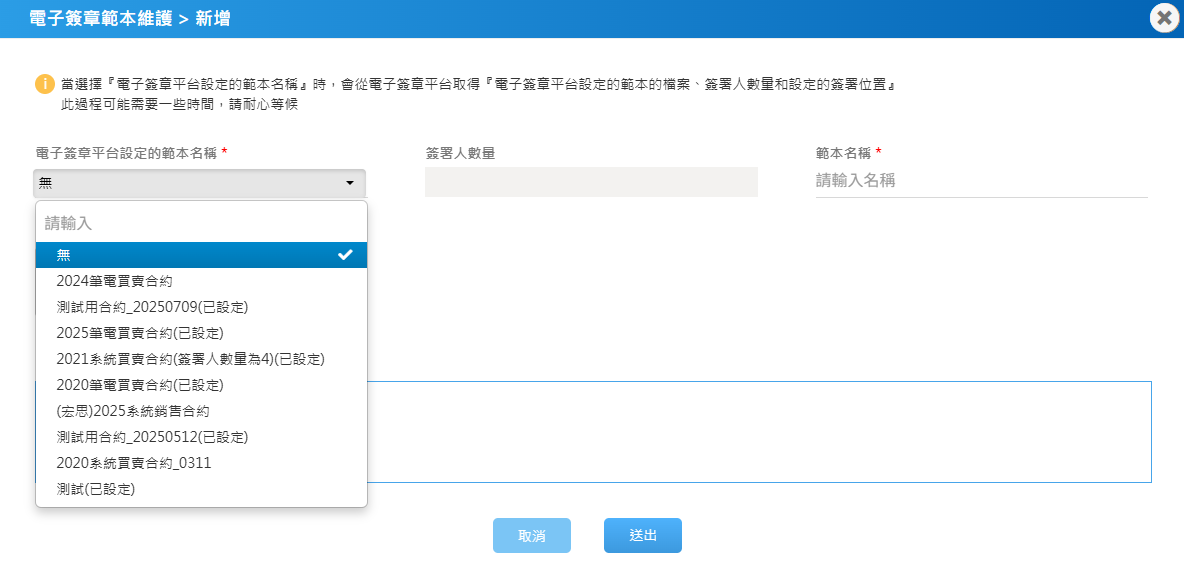 電子簽章範本維護 > 新增
當選擇『電子簽章平台設定的範本名稱』時，會從電子簽章平台取得『電子簽章平台設定的範本的檔案、簽署人數量和設定的簽署位置』
此過程可能需要一些時間，請耐心等候
電子簽章平台設定的範本名稱 *
簽署人數量
範本名稱 *
無
請輸入名稱
請輸入
無
2024筆電買賣合約
測試用合約_20250709(已設定)
2025筆電買賣合約(已設定)
2021系統買賣合約(簽署人數量為4)(已設定)
2020筆電買賣合約(已設定)
(宏思)2025系統銷售合約
測試用合約_20250512(已設定)
2020系統買賣合約_0311
測試(已設定)
取消
送出